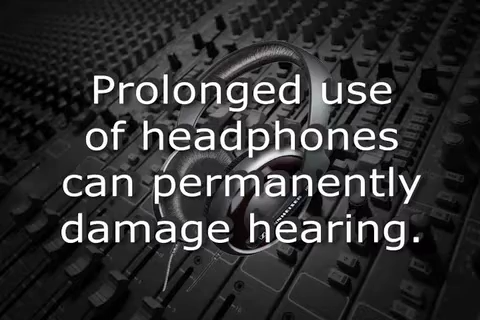 Prolonged use
of headphones
can permanently
damage hearing.